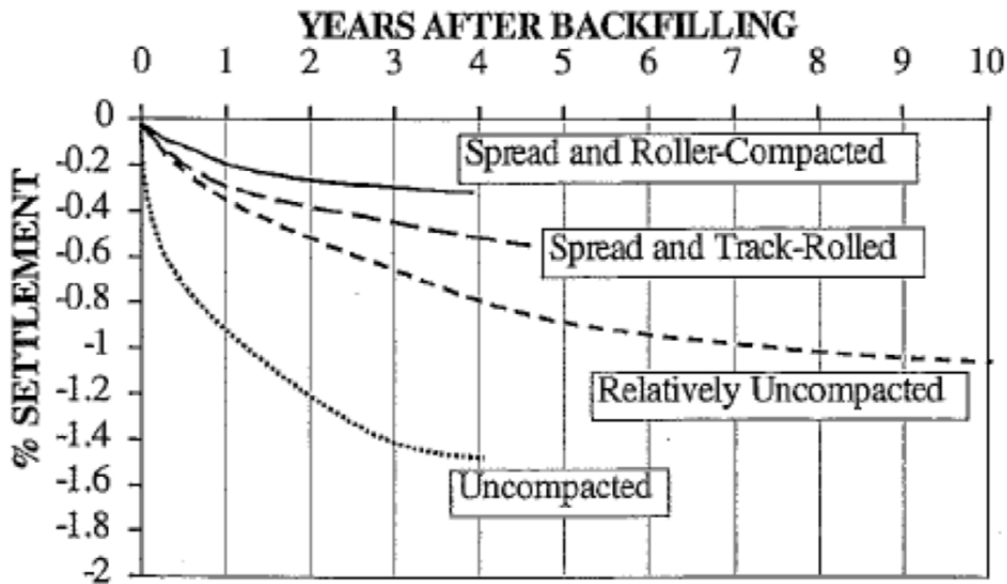 YEARS AFTER BACKFILLING
0 1 2 3 4 5 6 7 8 9 10
% SETTLEMENT
0
-0.2
-0.4
-0.6
-0.8
-1
-1.2
-1.4
-1.6
-1.8
-2
Spread and Roller-Compacted
Spread and Track-Rolled
Relatively Uncompacted
Uncompacted